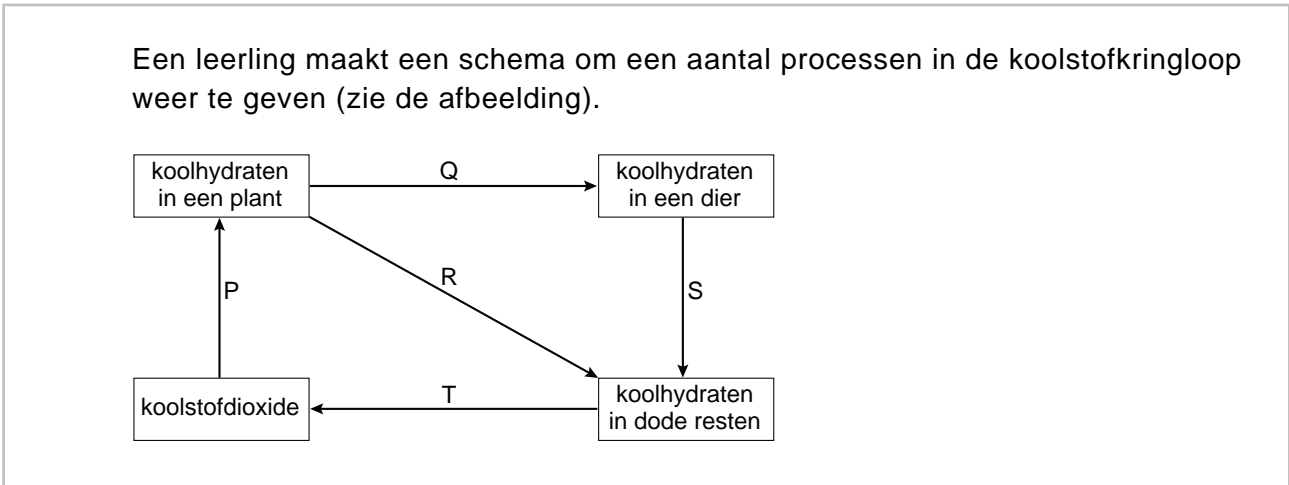 Een leerling maakt een schema om een aantal processen in de koolstofkringloop
weer te geven (zie de afbeelding).
koolhydraten
in een plant
Q
koolhydraten
in een dier
P
R
S
koolstofdioxide
T
koolhydraten
in dode resten